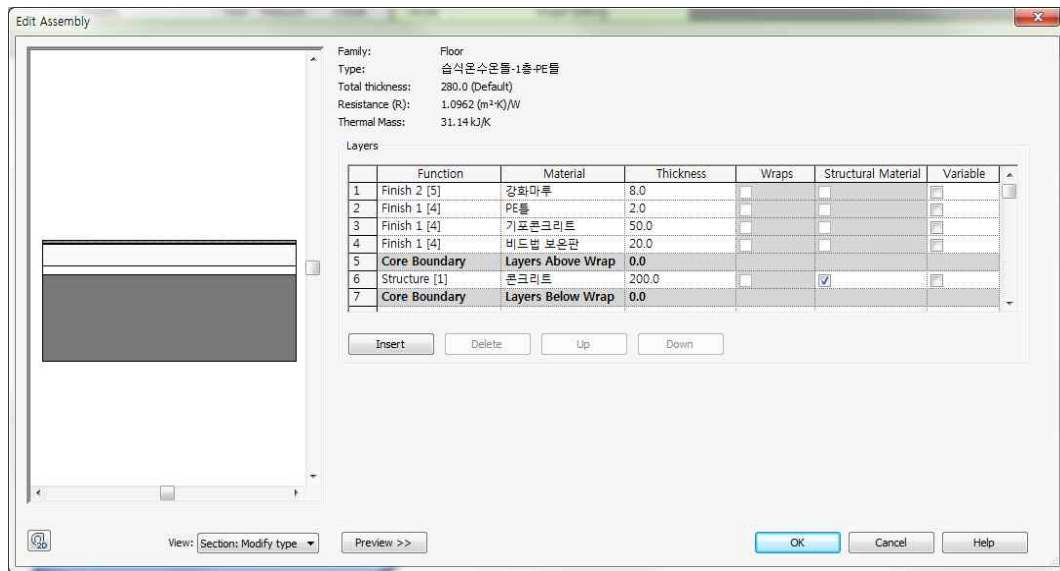 Edit Assembly
Family: Floor
Type: 습식온수온돌-1층-PE틀
Total thickness: 280.0 (Default)
Resistance (R): 1.0962 (m²·K)/W
Thermal Mass: 31.14 kJ/K
Layers
Function Material Thickness Wraps Structural Material Variable
1 Finish 2 [5] 강화마루 8.0
2 Finish 1 [4] PE틀 2.0
3 Finish 1 [4] 기포콘크리트 50.0
4 Finish 1 [4] 비드법 보온판 20.0
5 Core Boundary Layers Above Wrap 0.0
6 Structure [1] 콘크리트 200.0
7 Core Boundary Layers Below Wrap 0.0
Insert Delete Up Down
View: Section: Modify type Preview >> OK Cancel Help